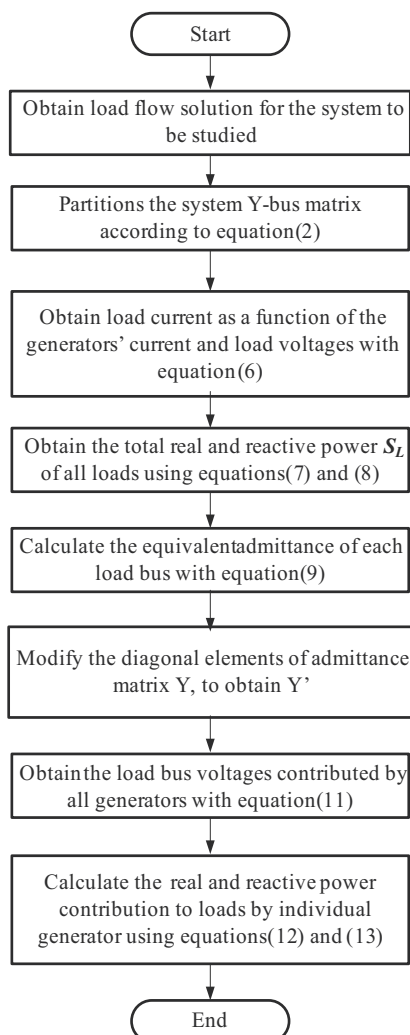 Start
Obtain load flow solution for the system to
be studied
Partitions the system Y-bus matrix
according to equation(2)
Obtain load current as a function of the
generators' current and load voltages with
equation(6)
Obtain the total real and reactive power S_L
of all loads using equations(7) and (8)
Calculate the equivalentadmittance of each
load bus with equation(9)
Modify the diagonal elements of admittance
matrix Y, to obtain Y'
Obtain the load bus voltages contributed by
all generators with equation(11)
Calculate the real and reactive power
contribution to loads by individual
generator using equations(12) and (13)
End